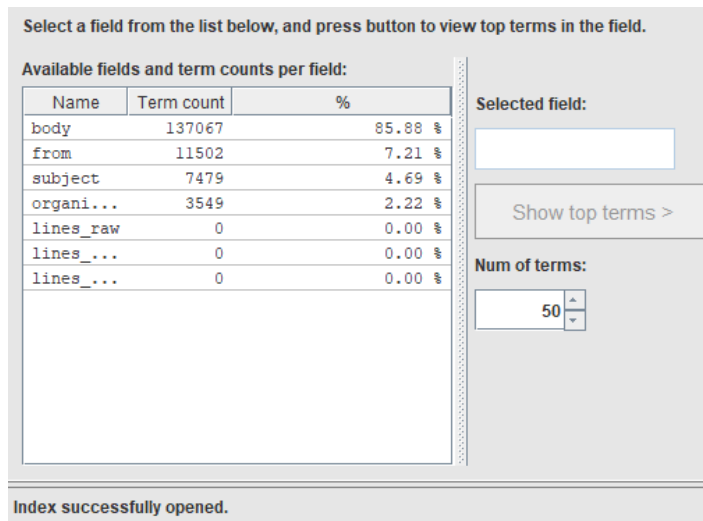 Select a field from the list below, and press button to view top terms in the field.
Available fields and term counts per field:
Name Term count %
body 137067 85.88 %
from 11502 7.21 %
subject 7479 4.69 %
organi... 3549 2.22 %
lines_raw 0 0.00 %
lines_... 0 0.00 %
lines_... 0 0.00 %
Selected field:
Show top terms >
Num of terms:
50
Index successfully opened.